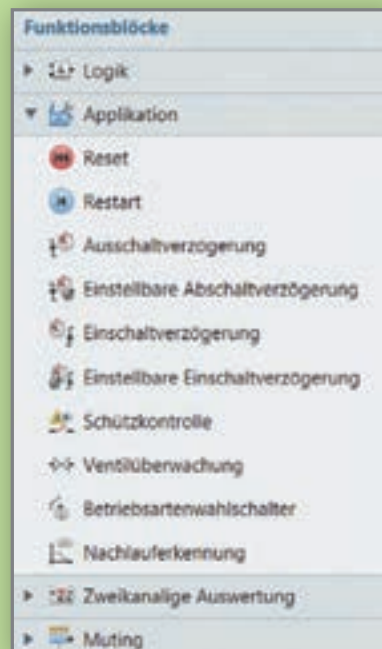 Funktionsblöcke
Logik
Applikation
Reset
Restart
Ausschaltverzögerung
Einstellbare Abschaltverzögerung
Einschaltverzögerung
Einstellbare Einschaltverzögerung
Schützkontrolle
Ventilüberwachung
Betriebsartenwahlschalter
Nachlauferkennung
Zweikanalige Auswertung
Muting